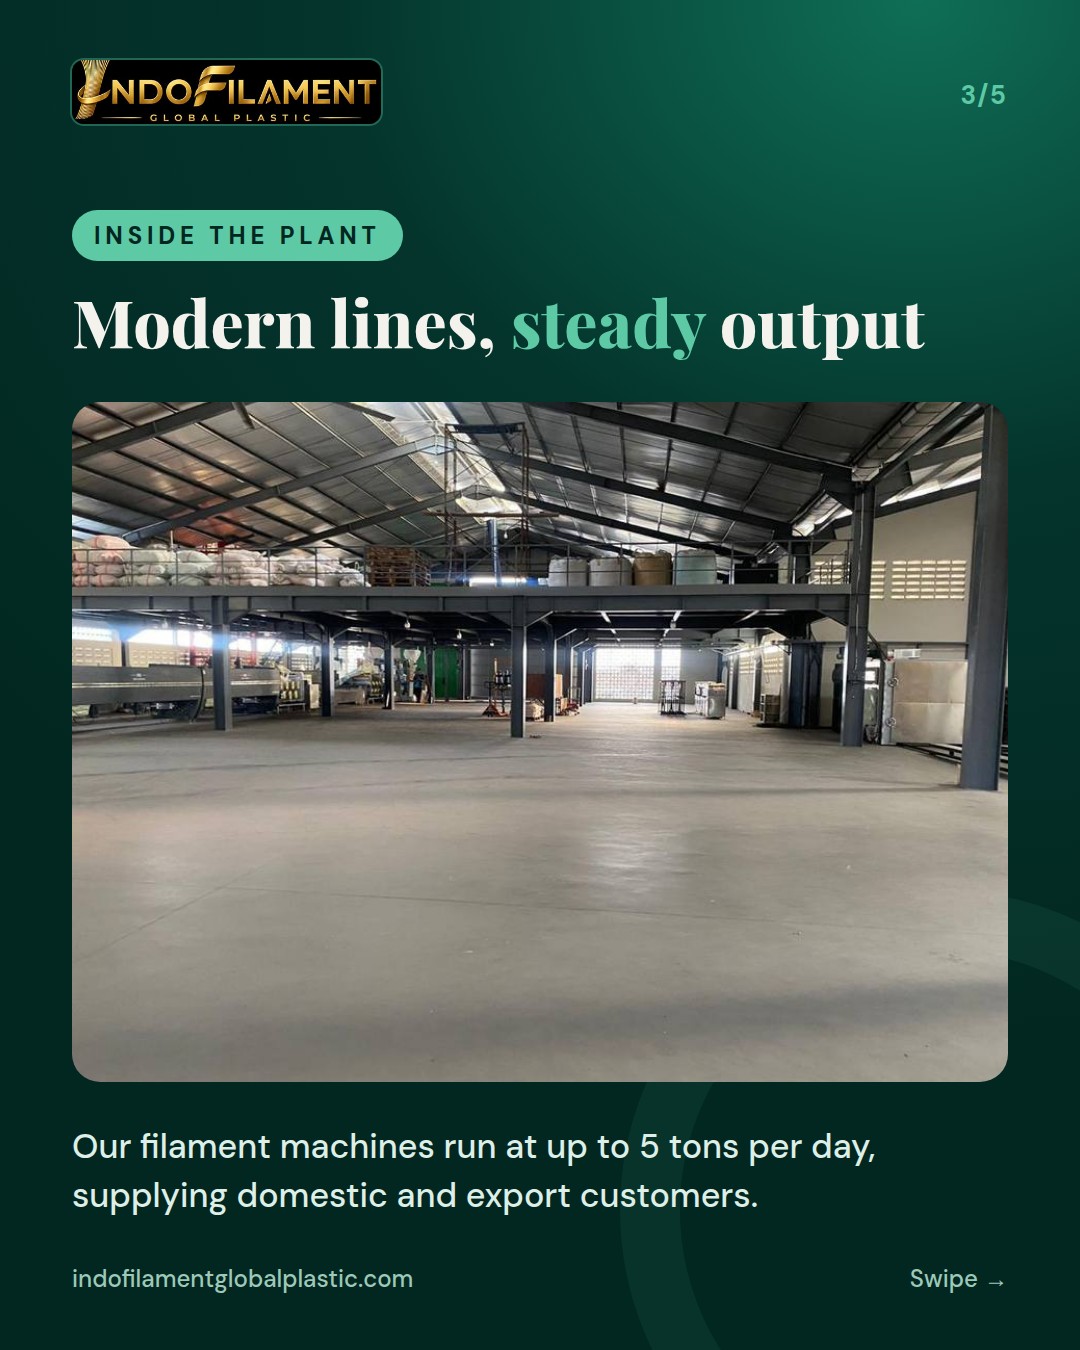 INDOFILAMENT
GLOBAL PLASTIC
3/5
INSIDE THE PLANT
Modern lines, steady output
Our filament machines run at up to 5 tons per day,
supplying domestic and export customers.
indofilamentglobalplastic.com
Swipe →